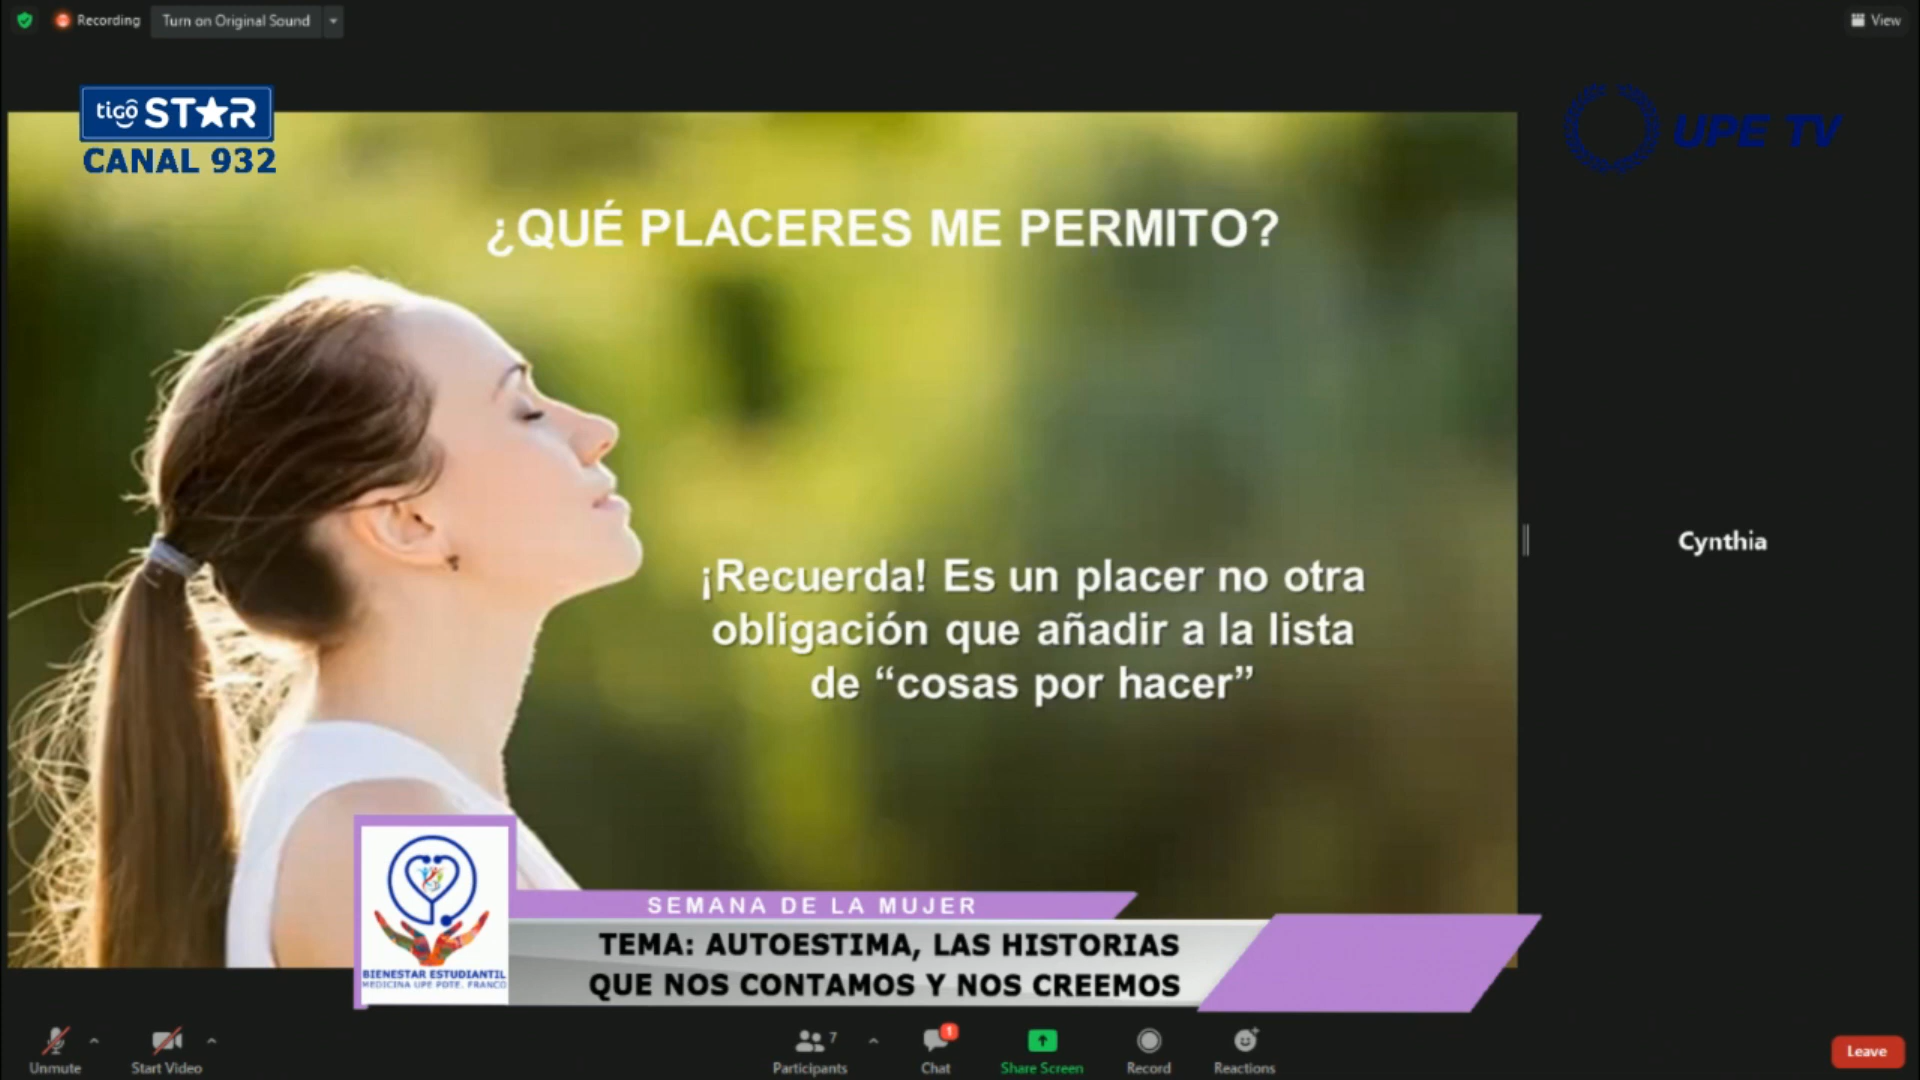 Recording
Turn on Original Sound
View
tigo STAR
CANAL 932
UPE TV
¿QUÉ PLACERES ME PERMITO?
¡Recuerda! Es un placer no otra
obligación que añadir a la lista
de “cosas por hacer”
Cynthia
SEMANA DE LA MUJER
TEMA: AUTOESTIMA, LAS HISTORIAS
QUE NOS CONTAMOS Y NOS CREEMOS
BIENESTAR ESTUDIANTIL
MEDICINA UPE PDTE. FRANCO
Unmute
Start Video
7
Participants
1
Chat
Share Screen
Record
Reactions
Leave